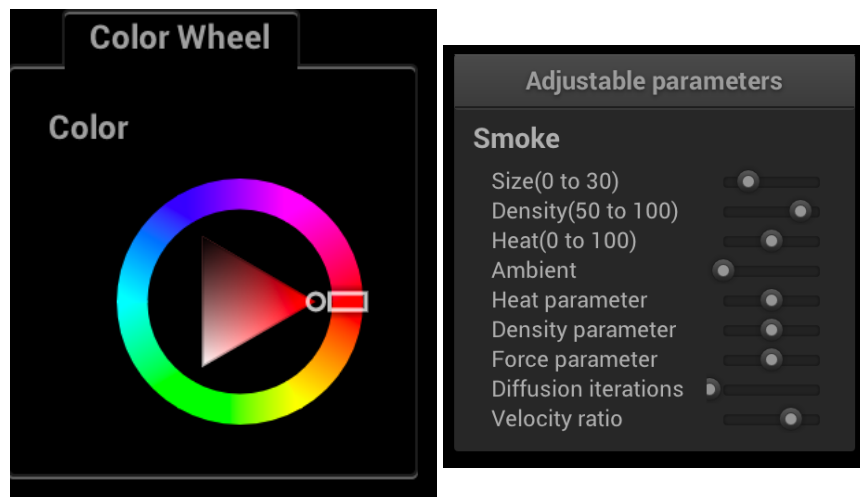 Color Wheel
Color
Adjustable parameters
Smoke
Size(0 to 30)
Density(50 to 100)
Heat(0 to 100)
Ambient
Heat parameter
Density parameter
Force parameter
Diffusion iterations
Velocity ratio